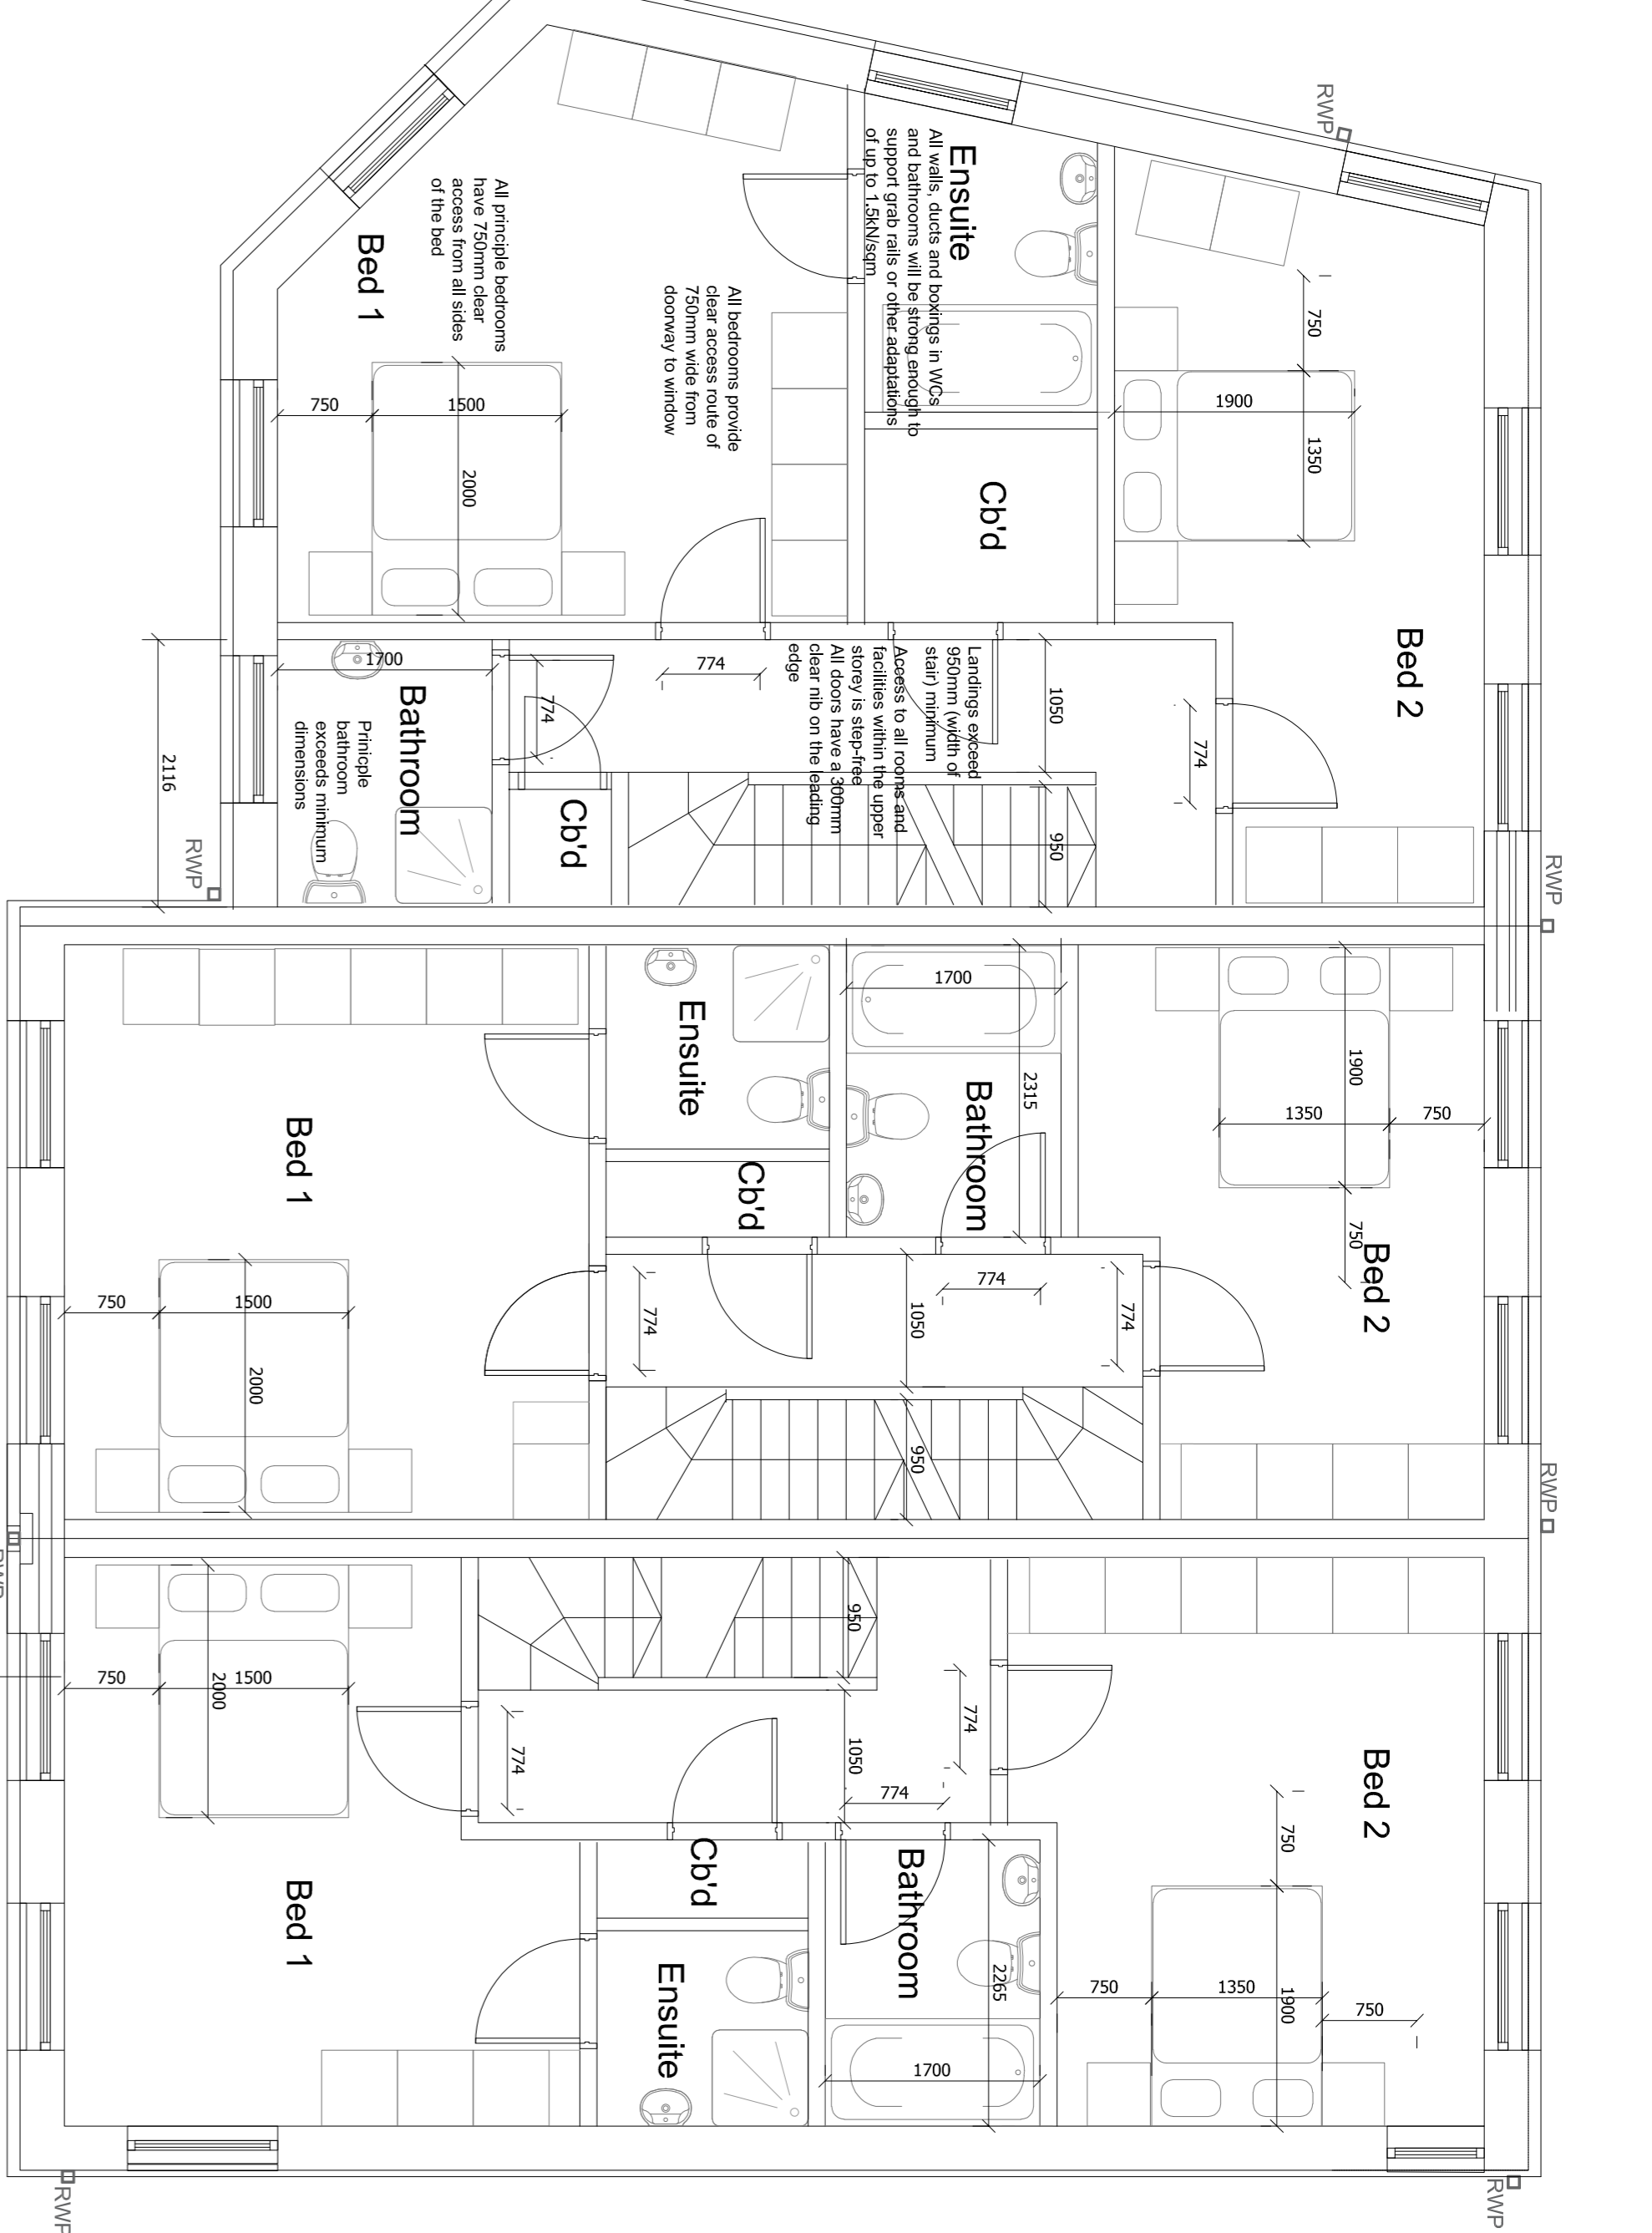 RWP
Ensuite
All walls, ducts and boxings in WCs
and bathrooms will be strong enough to
support grab rails or other adaptations
of up to 1.5kN/sqm
750
1900
1350
Bed 2
Cb'd
All bedrooms provide
clear access route of
750mm wide from
doorway to window
All principle bedrooms
have 750mm clear
access from all sides
of the bed
Bed 1
750
1500
2000
Landings exceed
950mm (width of
stair) minimum
Access to all rooms and
facilities within the upper
storey is step-free
All doors have a 300mm
clear nib on the leading
edge
1050
774
774
774
950
1700
Bathroom
Prinicple
bathroom
exceeds minimum
dimensions
Cb'd
2116
RWP
RWP
1700
Ensuite
2315
Bathroom
Cb'd
1900
1350
750
750
Bed 2
Bed 1
750
1500
2000
774
1050
774
774
950
RWP
RWP
950
774
774
1050
774
750
1500
2000
Bed 2
750
Cb'd
Bathroom
Bed 1
Ensuite
2265
750
1350
1900
750
1700
RWP
RWP